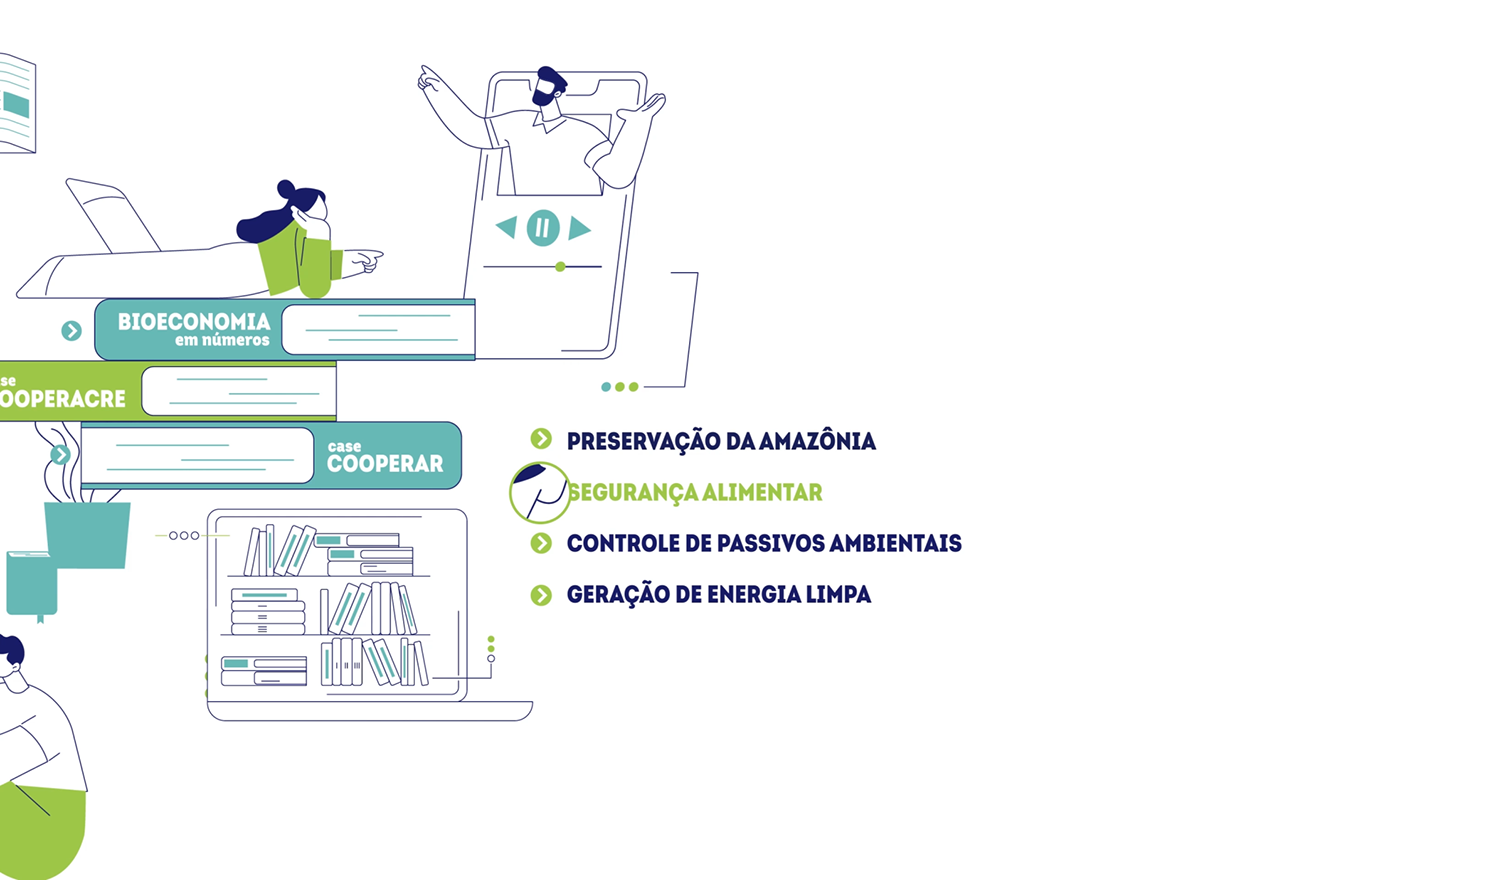 BIOECONOMIA
em números
se
OOPERACRE
case
COOPERAR
PRESERVAÇÃO DA AMAZÔNIA
SEGURANÇA ALIMENTAR
CONTROLE DE PASSIVOS AMBIENTAIS
GERAÇÃO DE ENERGIA LIMPA